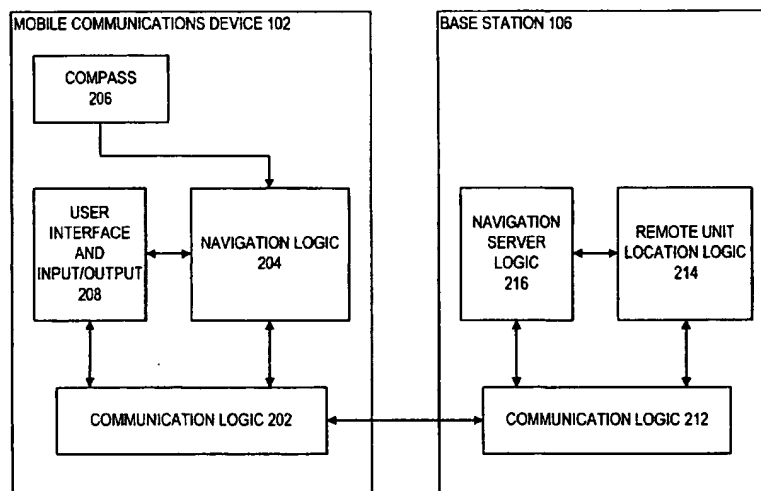 MOBILE COMMUNICATIONS DEVICE 102
COMPASS
206
USER
INTERFACE
AND
INPUT/OUTPUT
208
NAVIGATION LOGIC
204
COMMUNICATION LOGIC 202
BASE STATION 106
NAVIGATION
SERVER
LOGIC
216
REMOTE UNIT
LOCATION LOGIC
214
COMMUNICATION LOGIC 212